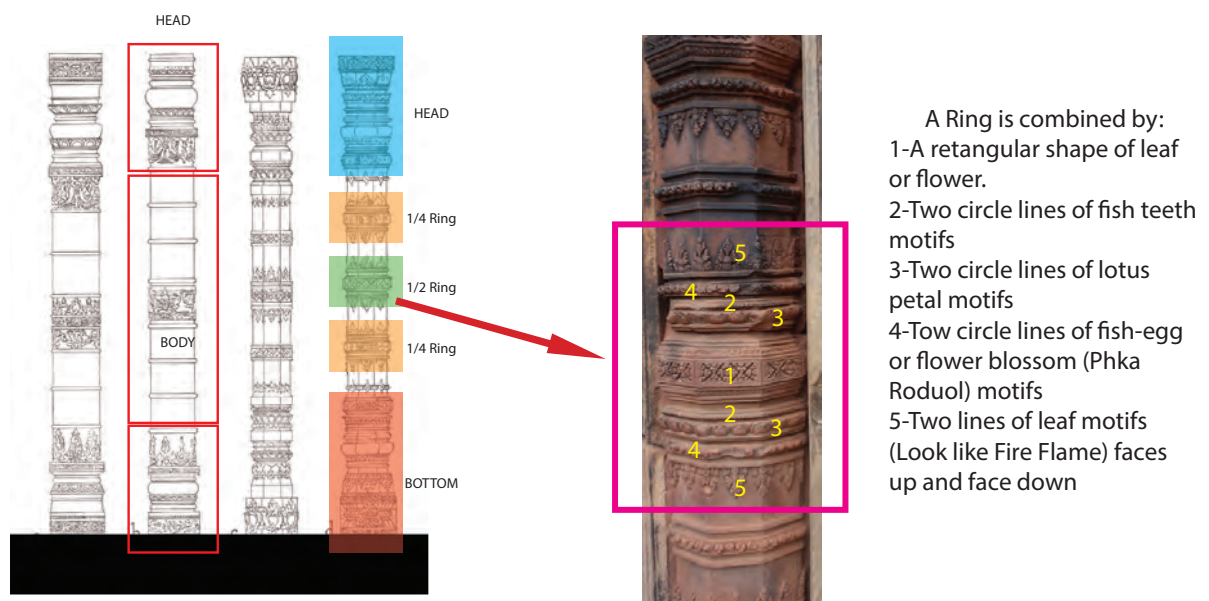 HEAD
HEAD
1/4 Ring
1/2 Ring
1/4 Ring
BODY
BOTTOM
5
4
2
3
1
2
3
4
5
A Ring is combined by:
1-A retangular shape of leaf
or flower.
2-Two circle lines of fish teeth
motifs
3-Two circle lines of lotus
petal motifs
4-Tow circle lines of fish-egg
or flower blossom (Phka
Roduol) motifs
5-Two lines of leaf motifs
(Look like Fire Flame) faces
up and face down